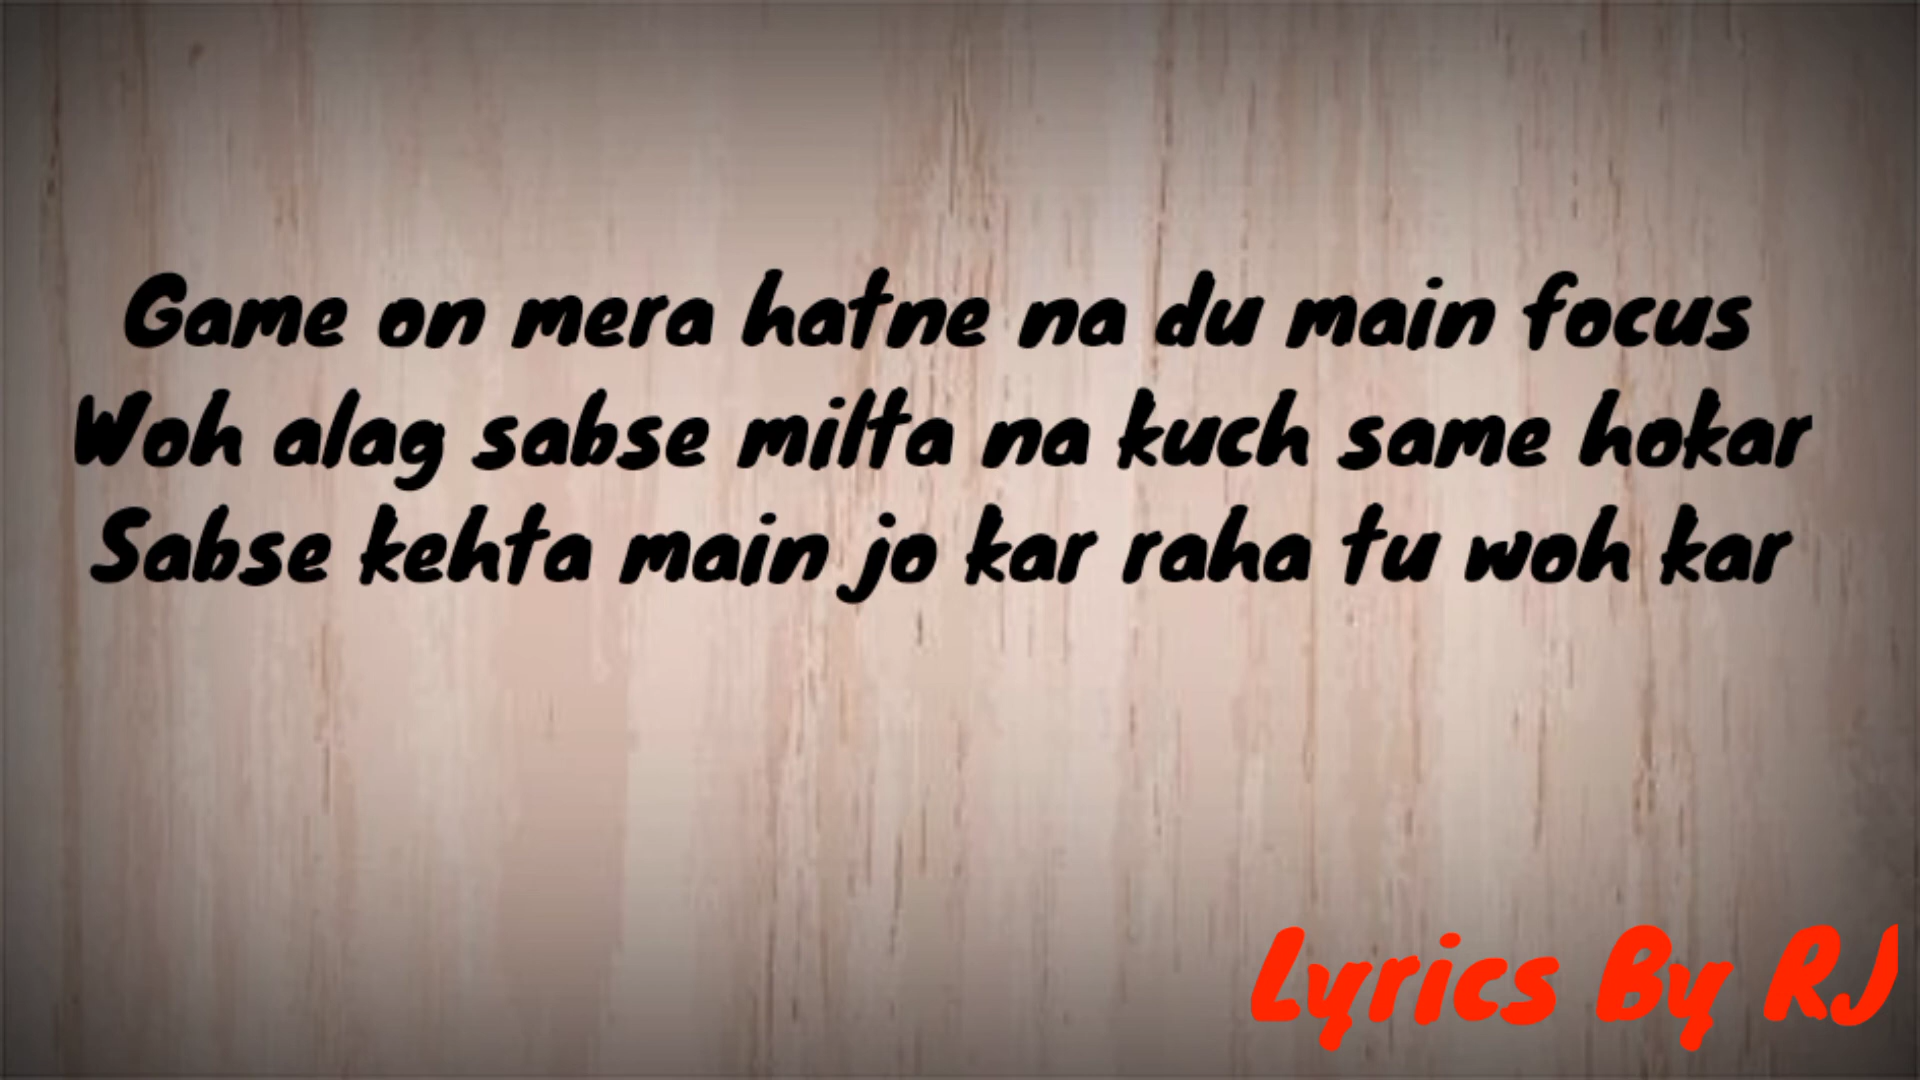 Game on mera hatne na du main focus
Woh alag sabse milta na kuch same hokar
Sabse kehta main jo kar raha tu woh kar
Lyrics By RJ